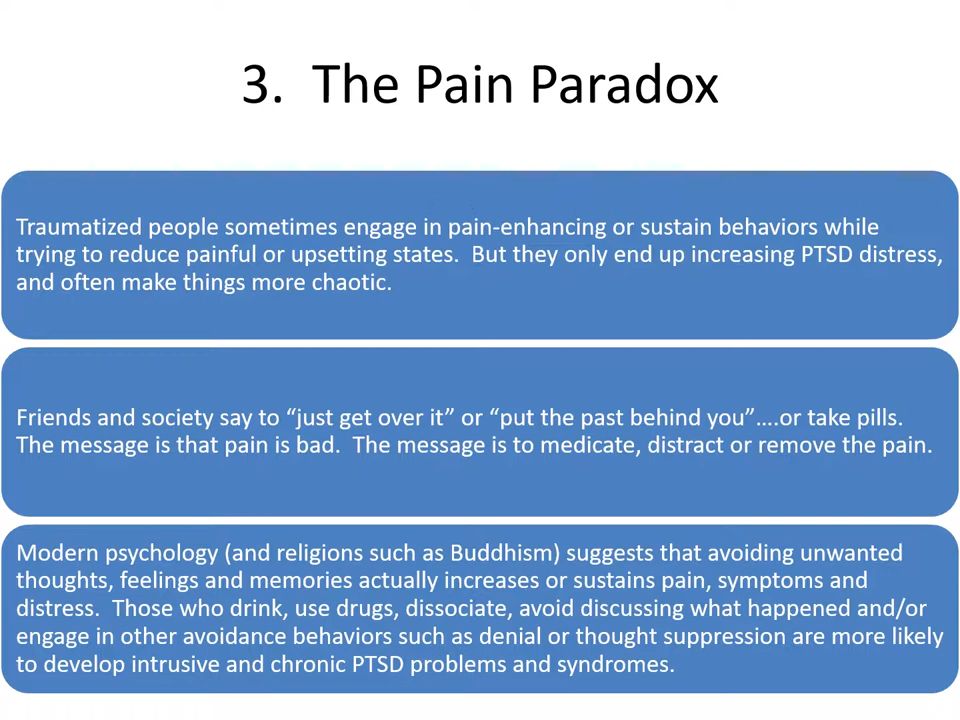 3.  The Pain Paradox
Traumatized people sometimes engage in pain-enhancing or sustain behaviors while
trying to reduce painful or upsetting states.  But they only end up increasing PTSD distress,
and often make things more chaotic.
Friends and society say to “just get over it” or “put the past behind you”….or take pills.
The message is that pain is bad.  The message is to medicate, distract or remove the pain.
Modern psychology (and religions such as Buddhism) suggests that avoiding unwanted
thoughts, feelings and memories actually increases or sustains pain, symptoms and
distress.  Those who drink, use drugs, dissociate, avoid discussing what happened and/or
engage in other avoidance behaviors such as denial or thought suppression are more likely
to develop intrusive and chronic PTSD problems and syndromes.